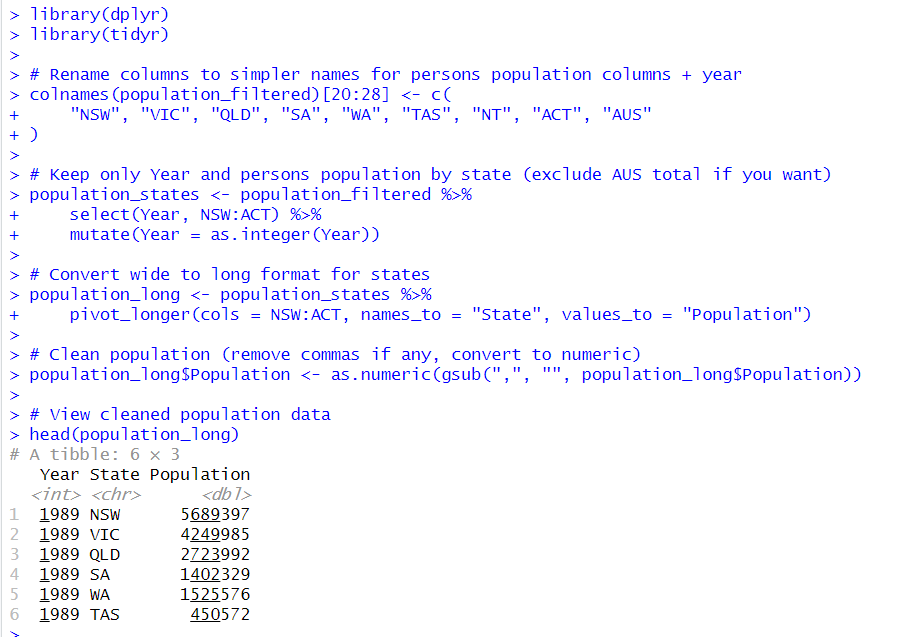 > library(dplyr)
> library(tidyr)
>
> # Rename columns to simpler names for persons population columns + year
> colnames(population_filtered)[20:28] <- c(
+     "NSW", "VIC", "QLD", "SA", "WA", "TAS", "NT", "ACT", "AUS"
+ )
>
> # Keep only Year and persons population by state (exclude AUS total if you want)
> population_states <- population_filtered %>%
+     select(Year, NSW:ACT) %>%
+     mutate(Year = as.integer(Year))
>
> # Convert wide to long format for states
> population_long <- population_states %>%
+     pivot_longer(cols = NSW:ACT, names_to = "State", values_to = "Population")
>
> # Clean population (remove commas if any, convert to numeric)
> population_long$Population <- as.numeric(gsub(",", "", population_long$Population))
>
> # View cleaned population data
> head(population_long)
# A tibble: 6 × 3
   Year State Population
  <int> <chr>      <dbl>
1  1989 NSW      5689397
2  1989 VIC      4249985
3  1989 QLD      2723992
4  1989 SA       1402329
5  1989 WA       1525576
6  1989 TAS       450572
>